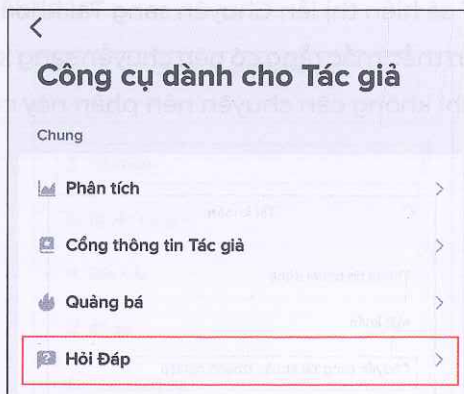 Công cụ dành cho Tác giả
Chung
Phân tích
Cổng thông tin Tác giả
Quảng bá
Hỏi Đáp